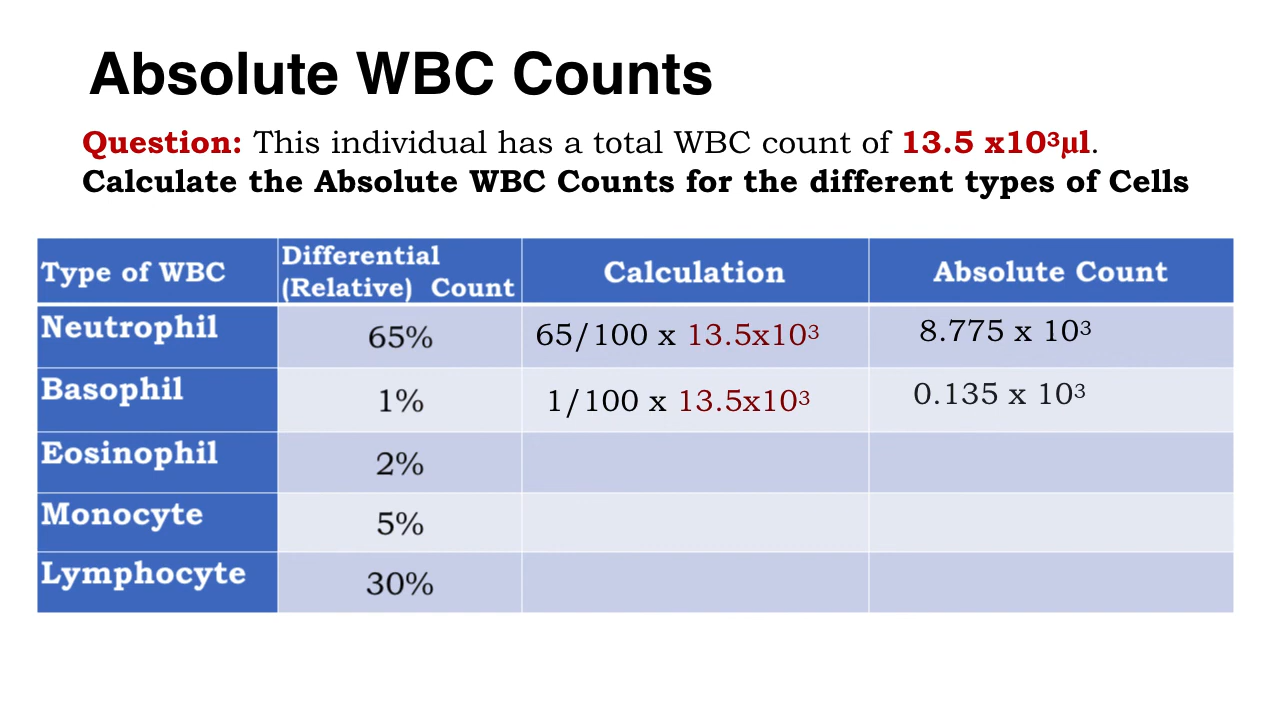 Absolute WBC Counts
Question: This individual has a total WBC count of 13.5 x10³µl.
Calculate the Absolute WBC Counts for the different types of Cells
Type of WBC
Differential
(Relative) Count
Calculation
Absolute Count
Neutrophil
65%
65/100 x 13.5x10³
8.775 x 10³
Basophil
1%
1/100 x 13.5x10³
0.135 x 10³
Eosinophil
2%
Monocyte
5%
Lymphocyte
30%